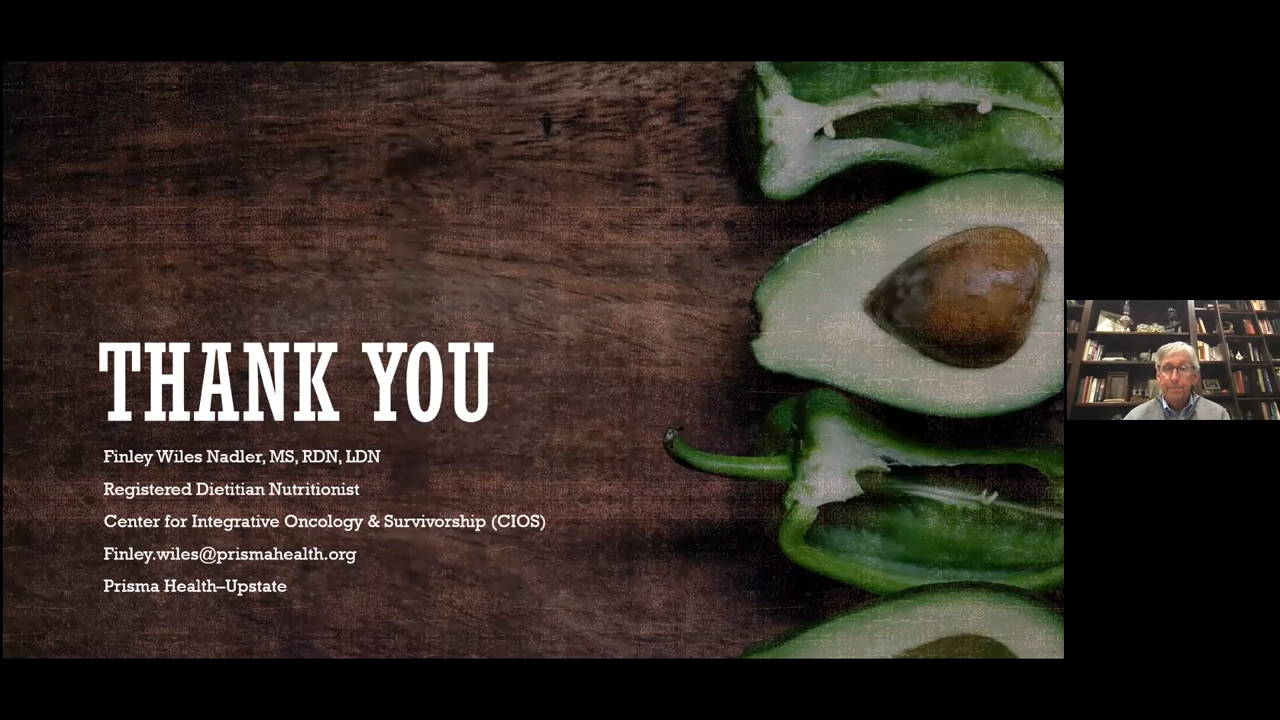 THANK YOU
Finley Wiles Nadler, MS, RDN, LDN
Registered Dietitian Nutritionist
Center for Integrative Oncology & Survivorship (CIOS)
Finley.wiles@prismahealth.org
Prisma Health–Upstate